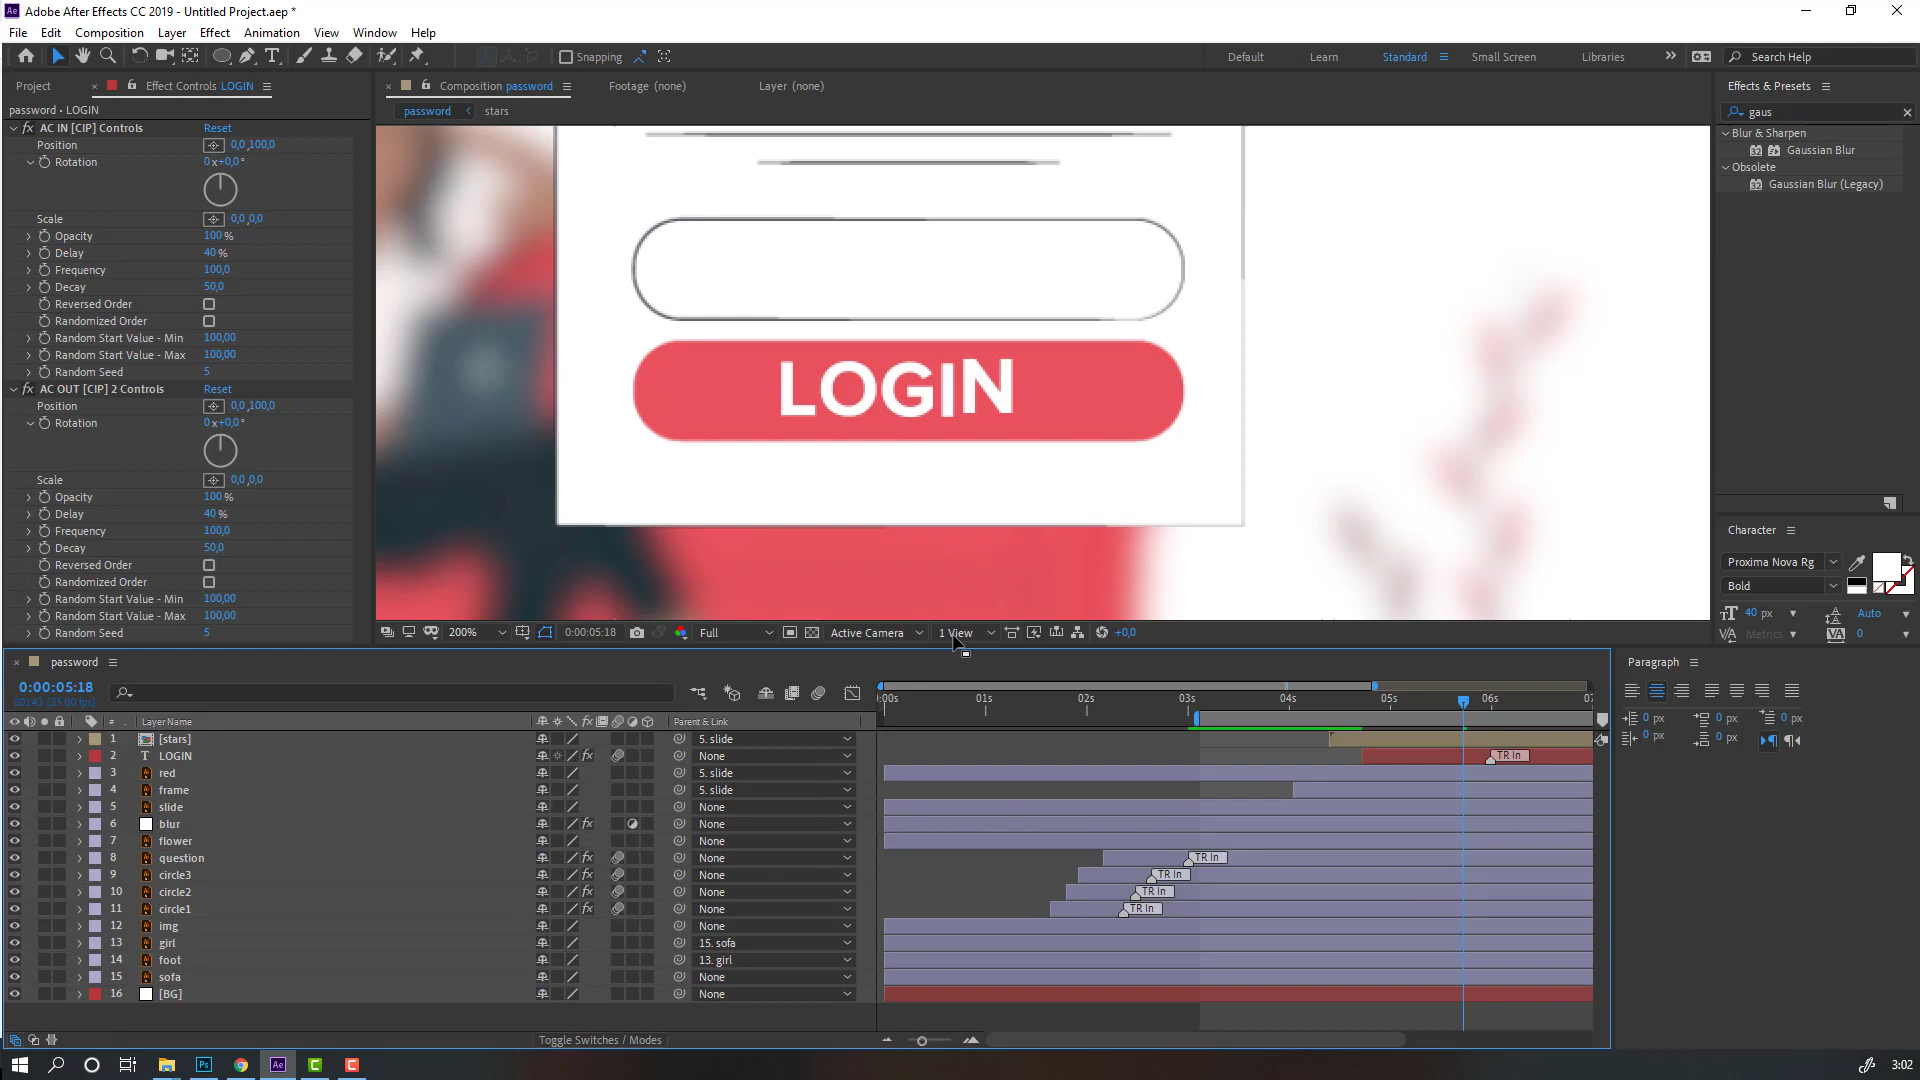 Adobe After Effects CC 2019 - Untitled Project.aep *
File Edit Composition Layer Effect Animation View Window Help
Snapping Default Learn Standard Small Screen Libraries Search Help
Project Effect Controls LOGIN Composition password Footage (none) Layer (none) Effects & Presets
password • LOGIN password stars gaus
AC IN [CIP] Controls Reset Blur & Sharpen
Position 0,0,100,0 Gaussian Blur
Rotation 0x+0,0° Obsolete
Gaussian Blur (Legacy)
Scale 0,0,0,0
Opacity 100 %
Delay 40 %
Frequency 100,0
Decay 50,0
Reversed Order
Randomized Order
Random Start Value - Min 100,00
Random Start Value - Max 100,00
Random Seed 5
LOGIN
AC OUT [CIP] 2 Controls Reset
Position 0,0,100,0
Rotation 0x+0,0°
Scale 0,0,0,0
Opacity 100 %
Delay 40 %
Frequency 100,0
Decay 50,0
Reversed Order
Randomized Order
Random Start Value - Min 100,00
Random Start Value - Max 100,00
Random Seed 5
Character
Proxima Nova Rg
Bold
40 px Auto
Metrics 0
200% 0:00:05:18 Full Active Camera 1 View +0,0
password
0:00:05:18
00143 (25.00 fps)
:00s 01s 02s 03s 04s 05s 06s 07
# Layer Name Parent & Link
1 [stars] 5. slide
2 LOGIN None TR In
3 red 5. slide
4 frame 5. slide
5 slide None
6 blur None
7 flower None
8 question None TR In
9 circle3 None TR In
10 circle2 None TR In
11 circle1 None TR In
12 img None
13 girl 15. sofa
14 foot 13. girl
15 sofa None
16 [BG] None
Toggle Switches / Modes
Paragraph
0 px 0 px 0 px
0 px 0 px
3:02